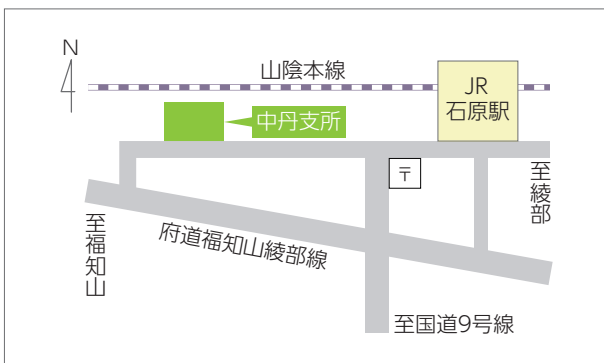 N
山陰本線
JR
石原駅
中丹支所
〒
至綾部
至福知山
府道福知山綾部線
至国道9号線